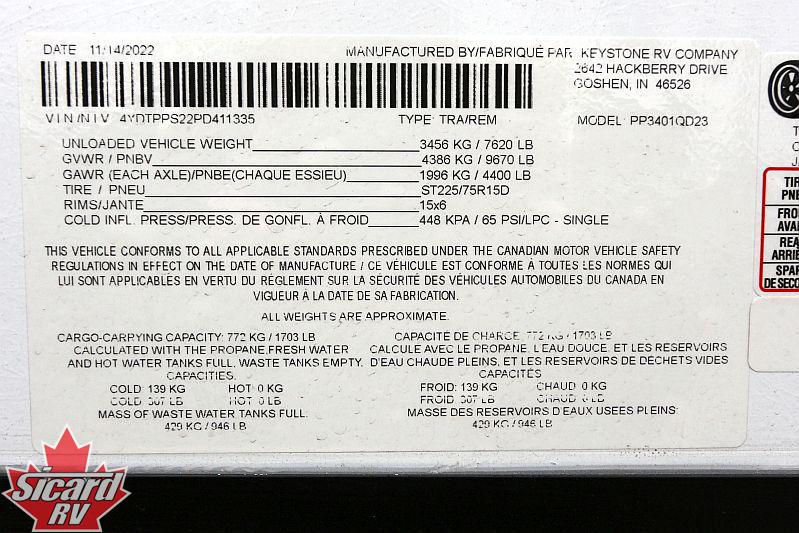 DATE 11/14/2022 MANUFACTURED BY/FABRIQUÉ PAR KEYSTONE RV COMPANY
2642 HACKBERRY DRIVE
GOSHEN, IN 46526
VIN/NIV 4YDTPPS22PD411335 TYPE: TRA/REM MODEL: PP3401QD23
UNLOADED VEHICLE WEIGHT 3456 KG / 7620 LB
GVWR / PNBV 4386 KG / 9670 LB
GAWR (EACH AXLE)/PNBE(CHAQUE ESSIEU) 1996 KG / 4400 LB
TIRE / PNEU ST225/75R15D
RIMS/JANTE 15x6
COLD INFL. PRESS/PRESS. DE GONFL. À FROID 448 KPA / 65 PSI/LPC - SINGLE
THIS VEHICLE CONFORMS TO ALL APPLICABLE STANDARDS PRESCRIBED UNDER THE CANADIAN MOTOR VEHICLE SAFETY
REGULATIONS IN EFFECT ON THE DATE OF MANUFACTURE / CE VÉHICULE EST CONFORME À TOUTES LES NORMES QUI
LUI SONT APPLICABLES EN VERTU DU RÉGLEMENT SUR LA SÉCURITÉ DES VÉHICULES AUTOMOBILES DU CANADA EN
VIGUEUR À LA DATE DE SA FABRICATION.
ALL WEIGHTS ARE APPROXIMATE.
CARGO-CARRYING CAPACITY: 772 KG / 1703 LB
CALCULATED WITH THE PROPANE,FRESH WATER
AND HOT WATER TANKS FULL, WASTE TANKS EMPTY.
CAPACITIES.
COLD: 139 KG HOT: 0 KG
COLD: 307 LB HOT: 0 LB
MASS OF WASTE WATER TANKS FULL:
429 KG / 946 LB
CAPACITÉ DE CHARGE: 772 KG / 1703 LB
CALCULE AVEC LE PROPANE, L'EAU DOUCE, ET LES RESERVOIRS
D'EAU CHAUDE PLEINS, ET LES RESERVOIRS DE DÉCHETS VIDES
CAPACITÉS
FROID: 139 KG CHAUD: 0 KG
FROID: 307 LB CHAUD: 0 LB
MASSE DES RESERVOIRS D'EAUX USEES PLEINS:
429 KG / 946 LB
TIR
PNE
FRO
AVA
REA
ARRIÈ
SPAR
DE SECO
Sicard
RV